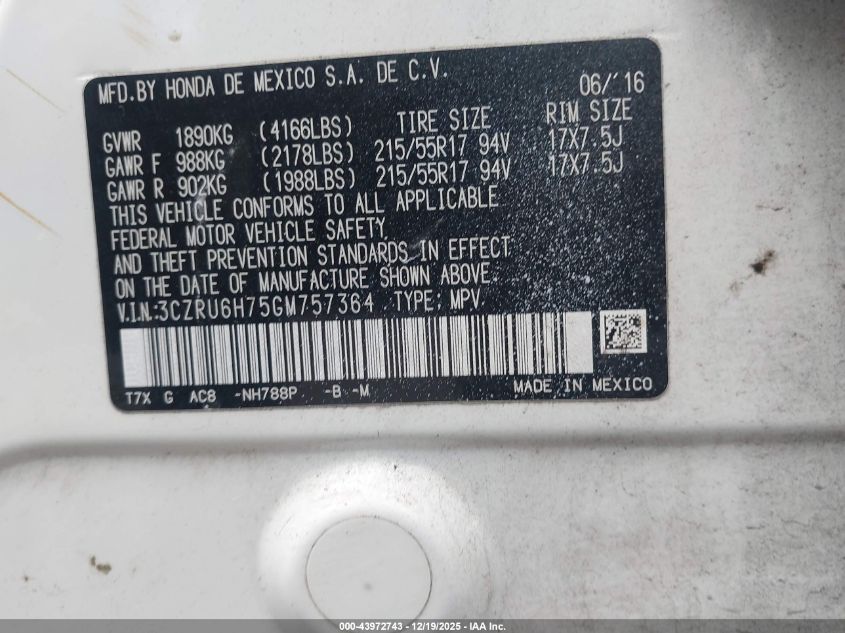 MFD.BY HONDA DE MEXICO S.A. DE C.V. 06/'16
GVWR 1890KG (4166LBS) TIRE SIZE RIM SIZE
GAWR F 988KG (2178LBS) 215/55R17 94V 17X7.5J
GAWR R 902KG (1988LBS) 215/55R17 94V 17X7.5J
THIS VEHICLE CONFORMS TO ALL APPLICABLE
FEDERAL MOTOR VEHICLE SAFETY
AND THEFT PREVENTION STANDARDS IN EFFECT
ON THE DATE OF MANUFACTURE SHOWN ABOVE.
V.I.N.:3CZRU6H75GM757364 TYPE: MPV
T7X G AC8 -NH788P -B -M MADE IN MEXICO
000-43972743 - 12/19/2025 - IAA Inc.